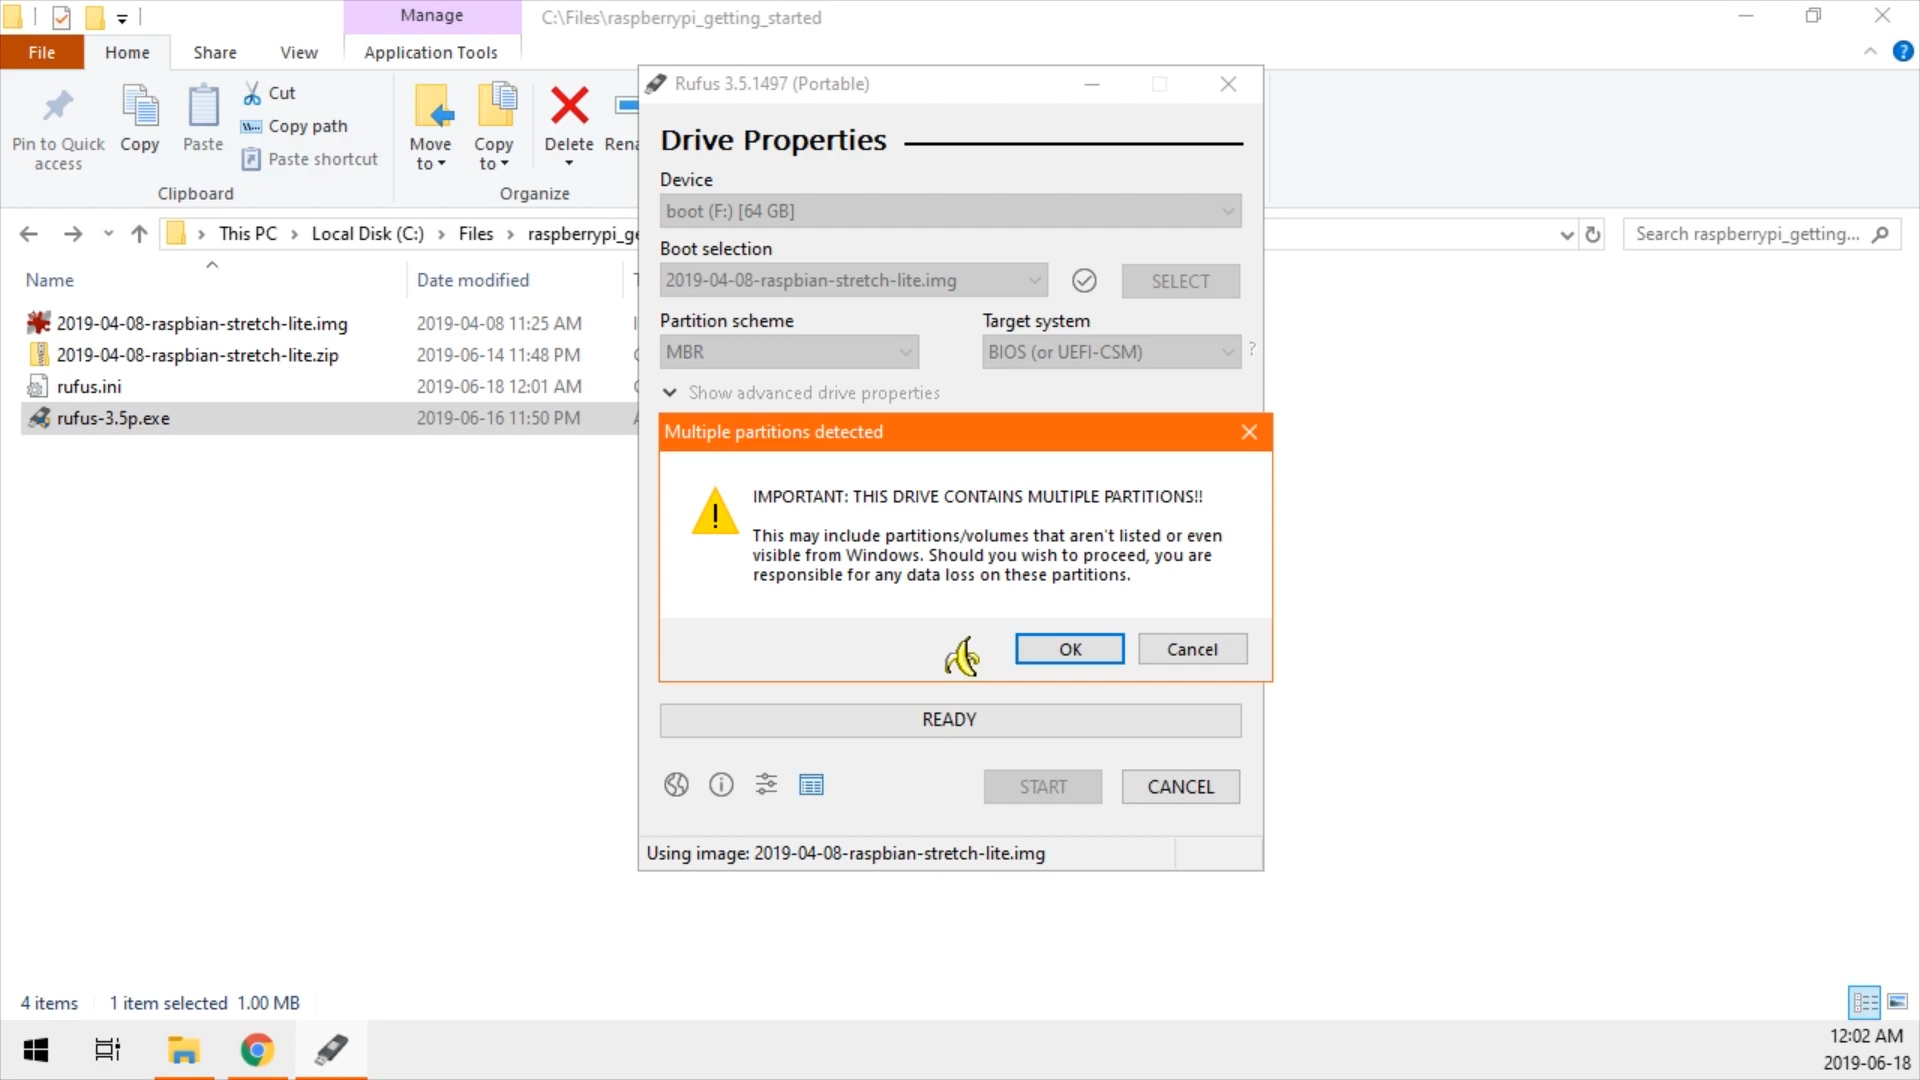 Manage
C:\Files\raspberrypi_getting_started
File
Home
Share
View
Application Tools
Pin to Quick
access
Copy
Paste
Cut
Copy path
Paste shortcut
Clipboard
Move
to
Copy
to
Delete
Rena
Organize
This PC
Local Disk (C:)
Files
raspberrypi_ge
Search raspberrypi_getting...
Name
Date modified
2019-04-08-raspbian-stretch-lite.img
2019-04-08 11:25 AM
2019-04-08-raspbian-stretch-lite.zip
2019-06-14 11:48 PM
rufus.ini
2019-06-18 12:01 AM
rufus-3.5p.exe
2019-06-16 11:50 PM
Rufus 3.5.1497 (Portable)
Drive Properties
Device
boot (F:) [64 GB]
Boot selection
2019-04-08-raspbian-stretch-lite.img
SELECT
Partition scheme
Target system
MBR
BIOS (or UEFI-CSM)
?
Show advanced drive properties
Multiple partitions detected
IMPORTANT: THIS DRIVE CONTAINS MULTIPLE PARTITIONS!!
This may include partitions/volumes that aren't listed or even
visible from Windows. Should you wish to proceed, you are
responsible for any data loss on these partitions.
OK
Cancel
READY
START
CANCEL
Using image: 2019-04-08-raspbian-stretch-lite.img
4 items
1 item selected 1.00 MB
12:02 AM
2019-06-18